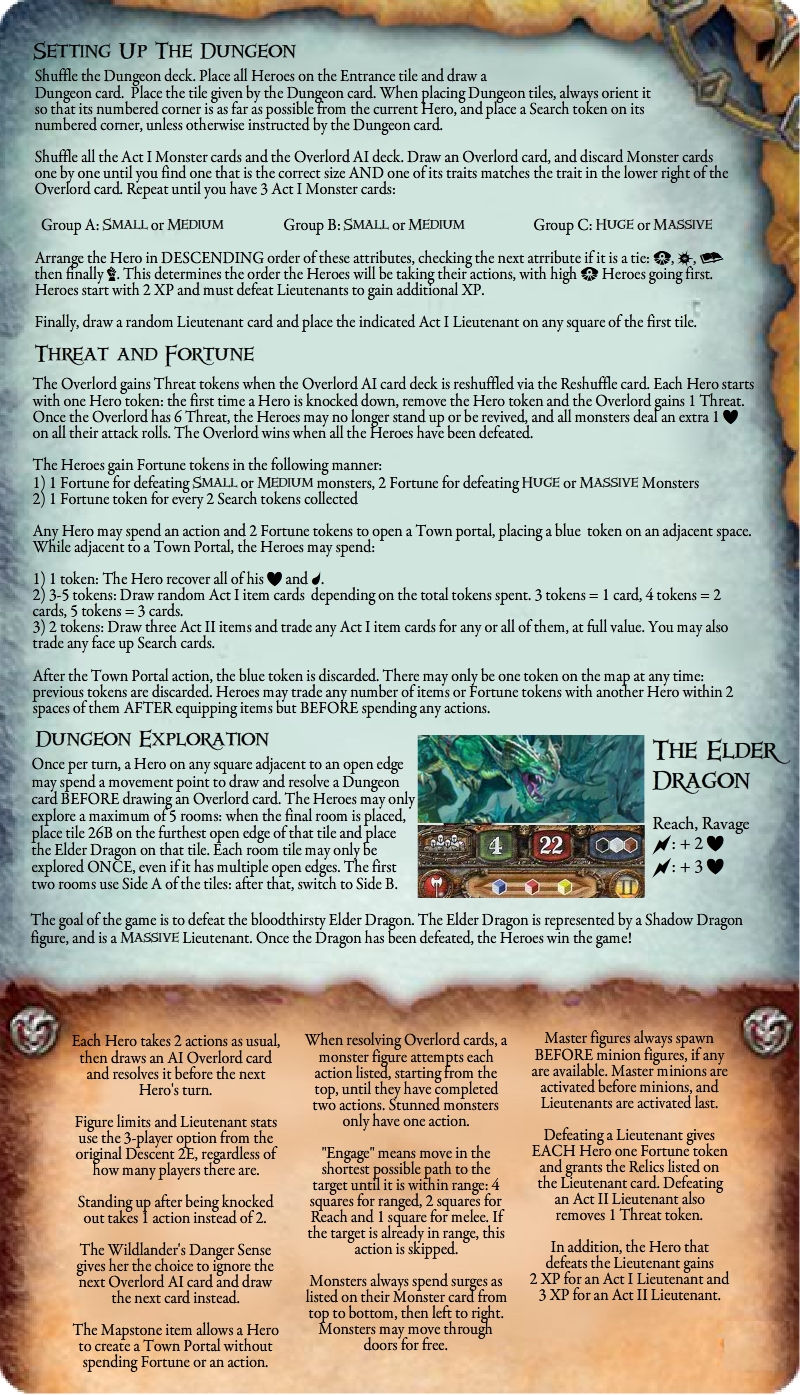 Setting Up The Dungeon
Shuffle the Dungeon deck. Place all Heroes on the Entrance tile and draw a
Dungeon card. Place the tile given by the Dungeon card. When placing Dungeon tiles, always orient it
so that its numbered corner is as far as possible from the current Hero, and place a Search token on its
numbered corner, unless otherwise instructed by the Dungeon card.
Shuffle all the Act I Monster cards and the Overlord AI deck. Draw an Overlord card, and discard Monster cards
one by one until you find one that is the correct size AND one of its traits matches the trait in the lower right of the
Overlord card. Repeat until you have 3 Act I Monster cards:
Group A: Small or Medium Group B: Small or Medium Group C: Huge or Massive
Arrange the Hero in DESCENDING order of these attributes, checking the next atrribute if it is a tie: , ,
then finally . This determines the order the Heroes will be taking their actions, with high Heroes going first.
Heroes start with 2 XP and must defeat Lieutenants to gain additional XP.
Finally, draw a random Lieutenant card and place the indicated Act I Lieutenant on any square of the first tile.
Threat and Fortune
The Overlord gains Threat tokens when the Overlord AI card deck is reshuffled via the Reshuffle card. Each Hero starts
with one Hero token: the first time a Hero is knocked down, remove the Hero token and the Overlord gains 1 Threat.
Once the Overlord has 6 Threat, the Heroes may no longer stand up or be revived, and all monsters deal an extra 1 ♥
on all their attack rolls. The Overlord wins when all the Heroes have been defeated.
The Heroes gain Fortune tokens in the following manner:
1) 1 Fortune for defeating Small or Medium monsters, 2 Fortune for defeating Huge or Massive Monsters
2) 1 Fortune token for every 2 Search tokens collected
Any Hero may spend an action and 2 Fortune tokens to open a Town portal, placing a blue token on an adjacent space.
While adjacent to a Town Portal, the Heroes may spend:
1) 1 token: The Hero recover all of his ♥ and .
2) 3-5 tokens: Draw random Act I item cards depending on the total tokens spent. 3 tokens = 1 card, 4 tokens = 2
cards, 5 tokens = 3 cards.
3) 2 tokens: Draw three Act II items and trade any Act I item cards for any or all of them, at full value. You may also
trade any face up Search cards.
After the Town Portal action, the blue token is discarded. There may only be one token on the map at any time:
previous tokens are discarded. Heroes may trade any number of items or Fortune tokens with another Hero within 2
spaces of them AFTER equipping items but BEFORE spending any actions.
Dungeon Exploration
Once per turn, a Hero on any square adjacent to an open edge
may spend a movement point to draw and resolve a Dungeon
card BEFORE drawing an Overlord card. The Heroes may only
explore a maximum of 5 rooms: when the final room is placed,
place tile 26B on the furthest open edge of that tile and place
the Elder Dragon on that tile. Each room tile may only be
explored ONCE, even if it has multiple open edges. The first
two rooms use Side A of the tiles: after that, switch to Side B.
4 22
II
The Elder
Dragon
Reach, Ravage
: + 2 ♥
: + 3 ♥
The goal of the game is to defeat the bloodthirsty Elder Dragon. The Elder Dragon is represented by a Shadow Dragon
figure, and is a Massive Lieutenant. Once the Dragon has been defeated, the Heroes win the game!
Each Hero takes 2 actions as usual,
then draws an AI Overlord card
and resolves it before the next
Hero's turn.
Figure limits and Lieutenant stats
use the 3-player option from the
original Descent 2E, regardless of
how many players there are.
Standing up after being knocked
out takes 1 action instead of 2.
The Wildlander's Danger Sense
gives her the choice to ignore the
next Overlord AI card and draw
the next card instead.
The Mapstone item allows a Hero
to create a Town Portal without
spending Fortune or an action.
When resolving Overlord cards, a
monster figure attempts each
action listed, starting from the
top, until they have completed
two actions. Stunned monsters
only have one action.
"Engage" means move in the
shortest possible path to the
target until it is within range: 4
squares for ranged, 2 squares for
Reach and 1 square for melee. If
the target is already in range, this
action is skipped.
Monsters always spend surges as
listed on their Monster card from
top to bottom, then left to right.
Monsters may move through
doors for free.
Master figures always spawn
BEFORE minion figures, if any
are available. Master minions are
activated before minions, and
Lieutenants are activated last.
Defeating a Lieutenant gives
EACH Hero one Fortune token
and grants the Relics listed on
the Lieutenant card. Defeating
an Act II Lieutenant also
removes 1 Threat token.
In addition, the Hero that
defeats the Lieutenant gains
2 XP for an Act I Lieutenant and
3 XP for an Act II Lieutenant.